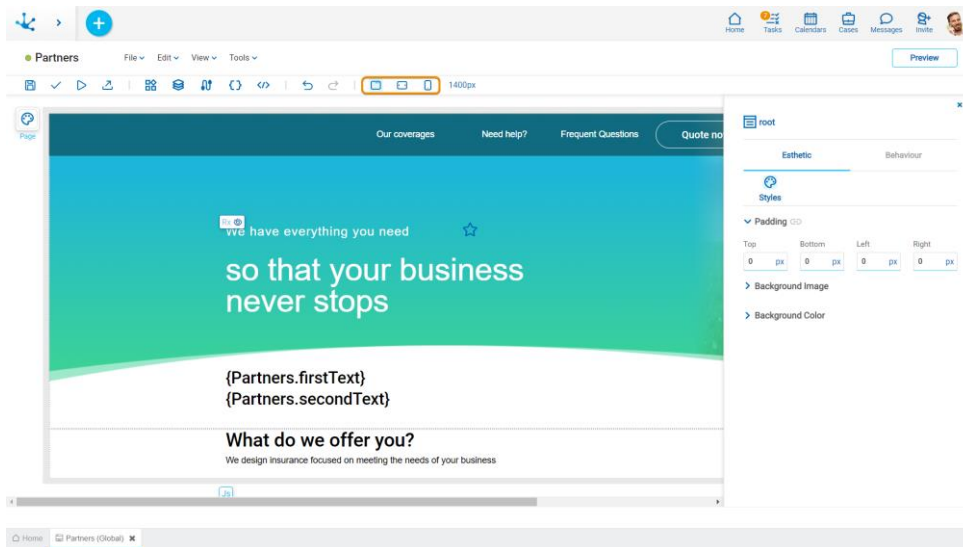 7
Home Tasks Calendars Cases Messages Invite
Partners File Edit View Tools Preview
1400px
Page
root
Our coverages Need help? Frequent Questions Quote no
Esthetic Behaviour
Styles
Rx
We have everything you need
Padding
Top Bottom Left Right
0 px 0 px 0 px 0 px
so that your business
never stops
Background Image
Background Color
{Partners.firstText}
{Partners.secondText}
What do we offer you?
We design insurance focused on meeting the needs of your business
Js
Home Partners (Global)